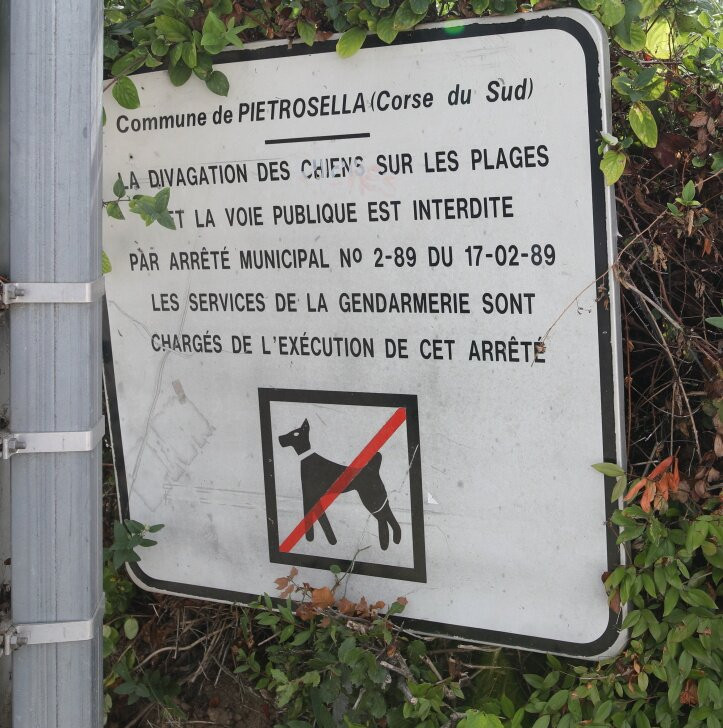 Commune de PIETROSELLA (Corse du Sud)
LA DIVAGATION DES CHIENS SUR LES PLAGES
ET LA VOIE PUBLIQUE EST INTERDITE
PAR ARRÊTÉ MUNICIPAL No 2-89 DU 17-02-89
LES SERVICES DE LA GENDARMERIE SONT
CHARGÉS DE L'EXÉCUTION DE CET ARRÊTÉ